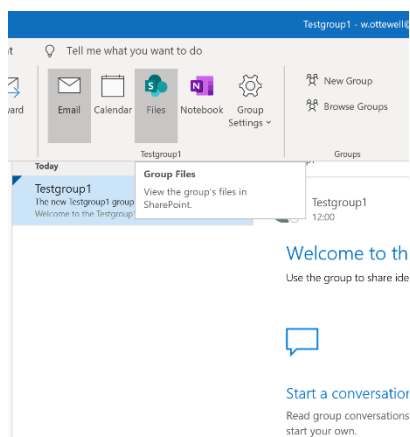 Testgroup1 - w.ottewell@
Tell me what you want to do
Email
Calendar
Files
Notebook
Group
Settings
New Group
Browse Groups
Testgroup1
Groups
Today
Group Files
View the group's files in
SharePoint.
Testgroup1
The new Testgroup1 group
Welcome to the Testgroup
Testgroup1
12:00
Welcome to th
Use the group to share ide
Start a conversation
Read group conversations
start your own.